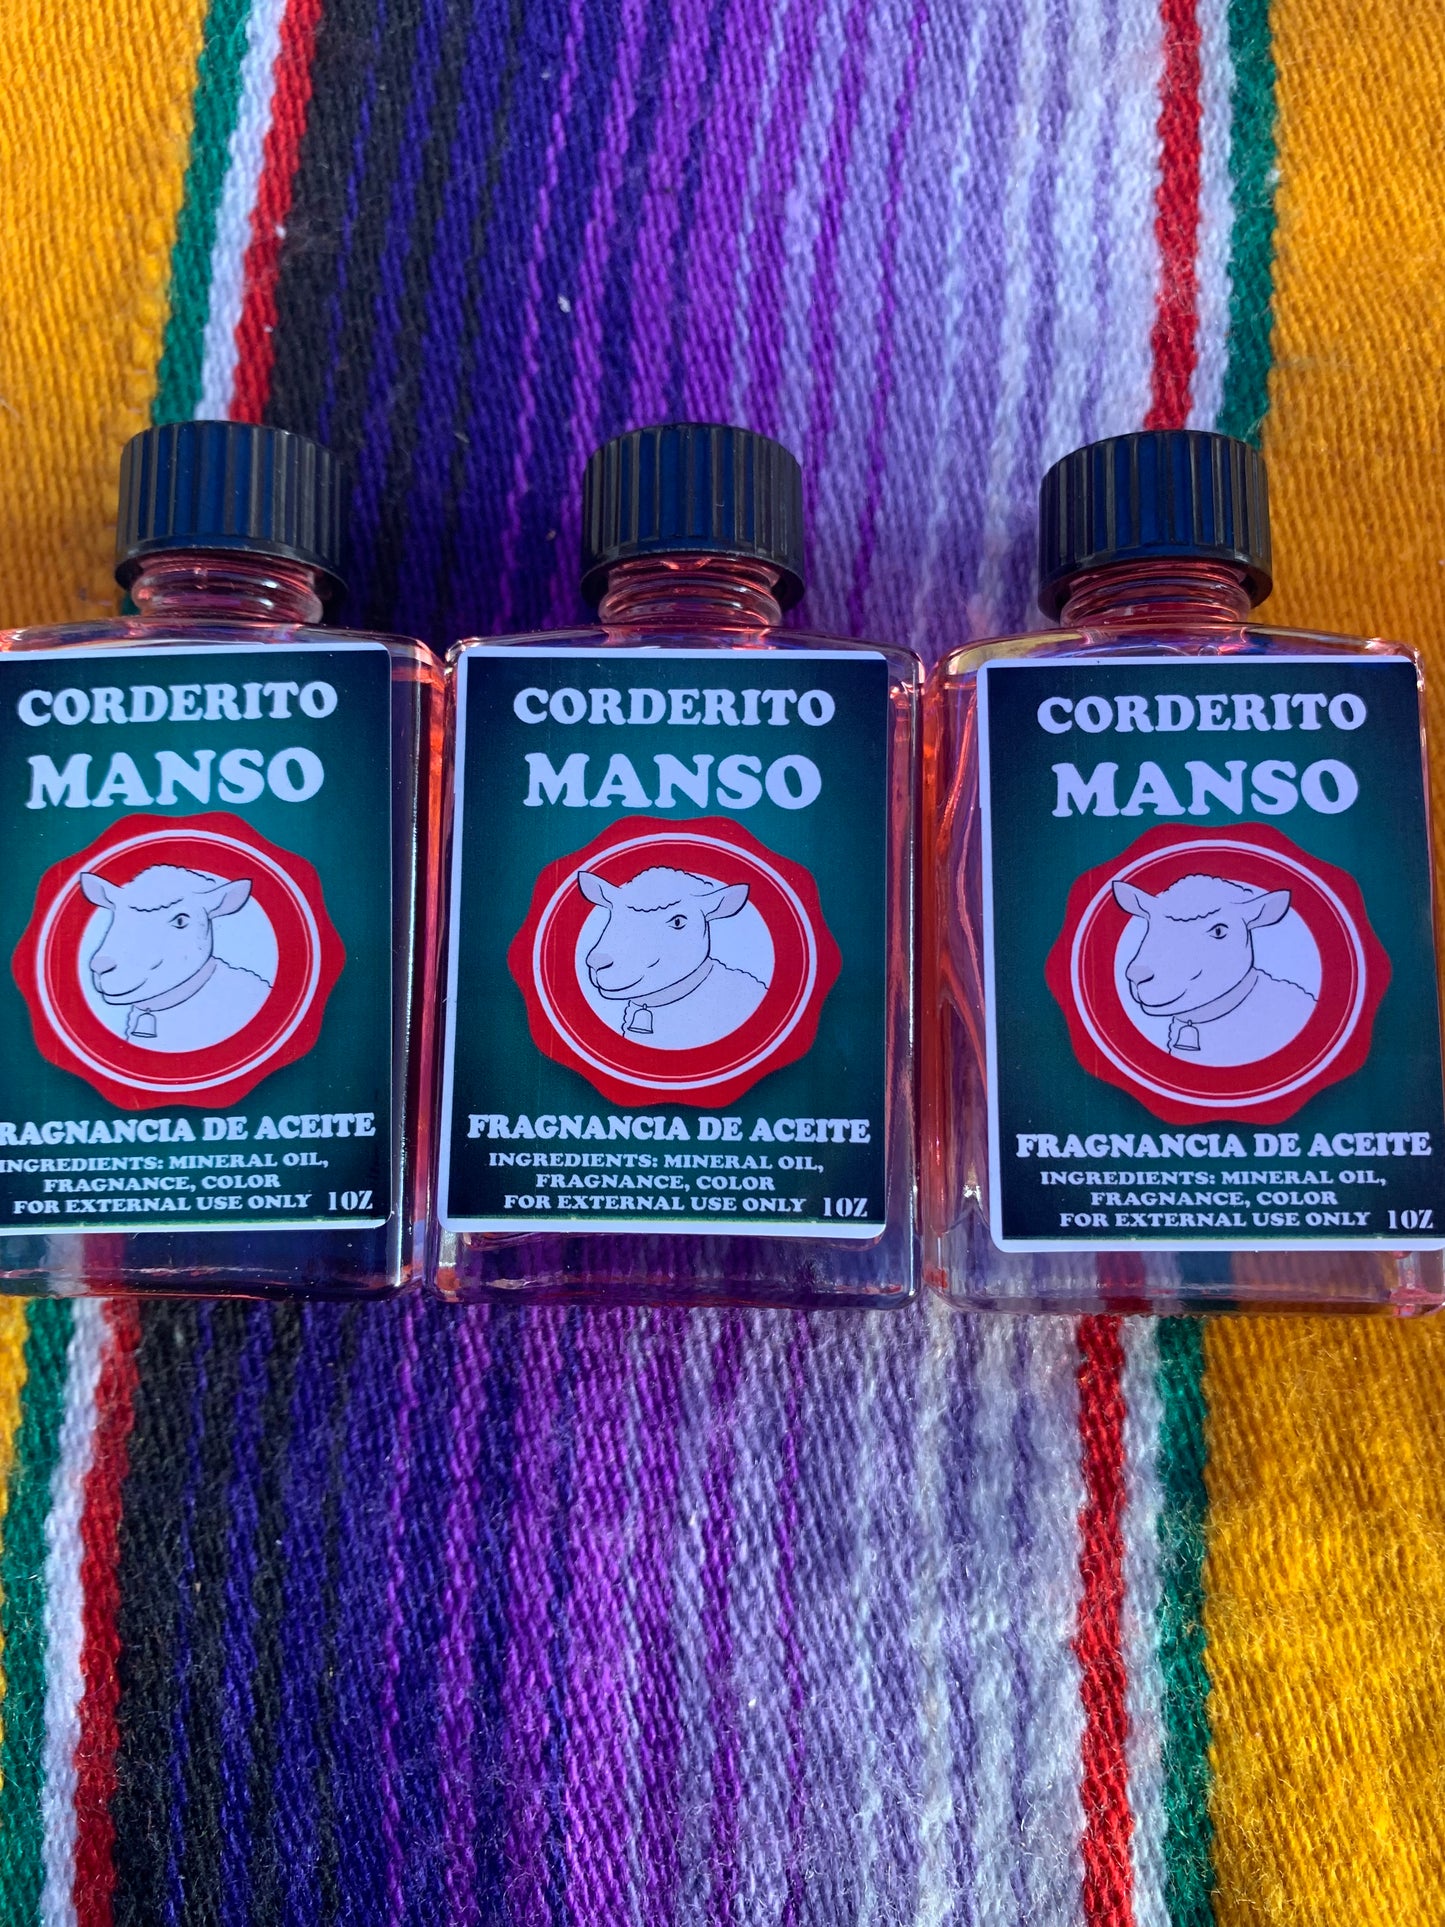 CORDERITO
MANSO
RAGNANCIA DE ACEITE
INGREDIENTS: MINERAL OIL,
FRAGNANCE, COLOR
FOR EXTERNAL USE ONLY 1OZ
CORDERITO
MANSO
FRAGNANCIA DE ACEITE
INGREDIENTS: MINERAL OIL,
FRAGNANCE, COLOR
FOR EXTERNAL USE ONLY 1OZ
CORDERITO
MANSO
FRAGNANCIA DE ACEITE
INGREDIENTS: MINERAL OIL,
FRAGNANCE, COLOR
FOR EXTERNAL USE ONLY 1OZ